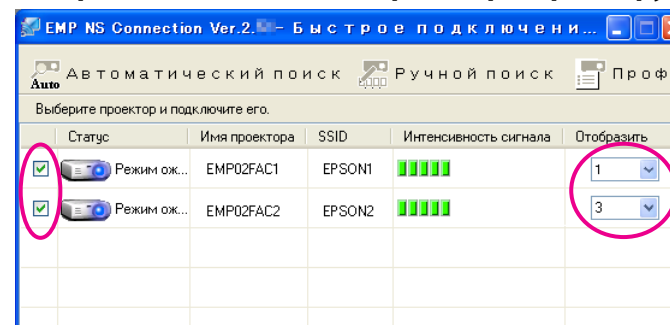 EMP NS Connection Ver.2. - Быстрое подключени...
Auto Автоматический поиск Ручной поиск Проф
Выберите проектор и подключите его.
Статус Имя проектора SSID Интенсивность сигнала Отобразить
Режим ож... EMP02FAC1 EPSON1 1
Режим ож... EMP02FAC2 EPSON2 3